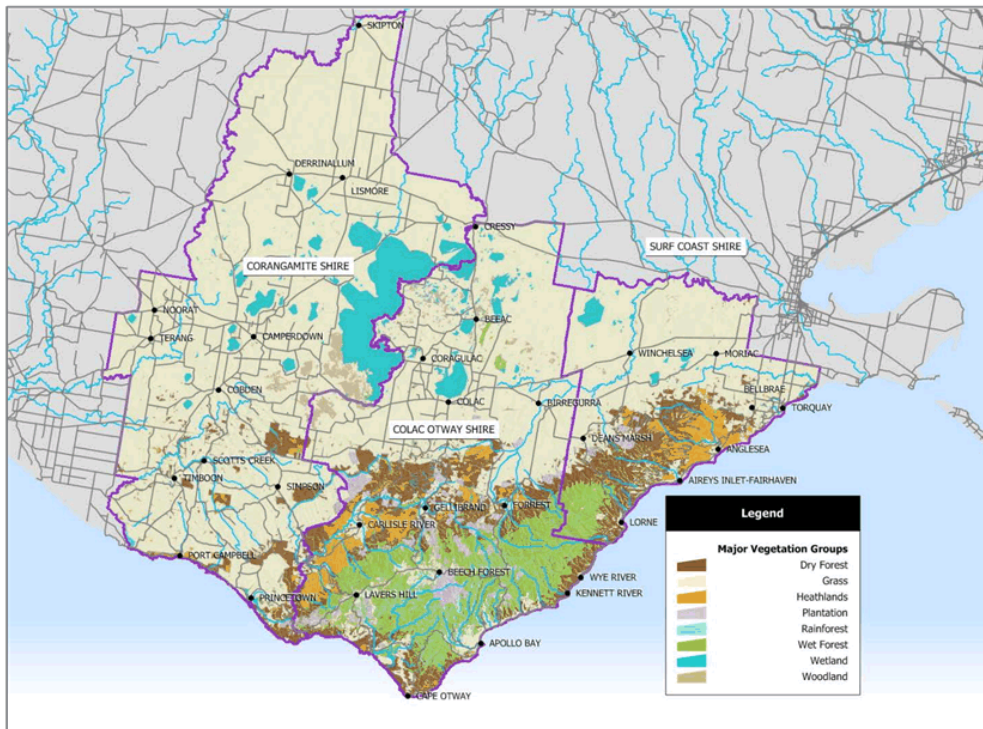 SKIPTON
DERRINALLUM
LISMORE
CRESSY
SURF COAST SHIRE
CORANGAMITE SHIRE
NOORAT
BEEAC
TERANG
CAMPERDOWN
WINCHELSEA
MORIAC
CORAGULAC
COBDEN
BELLBRAE
COLAC
BIRREGURRA
TORQUAY
COLAC OTWAY SHIRE
DEANS MARSH
ANGLESEA
SCOTTS CREEK
TIMBOON
SIMPSON
AIREYS INLET-FAIRHAVEN
GELLIBRAND
FORREST
CARLISLE RIVER
LORNE
PORT CAMPBELL
BEECH FOREST
WYE RIVER
PRINCETOWN
LAVERS HILL
KENNETT RIVER
APOLLO BAY
CAPE OTWAY
Legend
Major Vegetation Groups
Dry Forest
Grass
Heathlands
Plantation
Rainforest
Wet Forest
Wetland
Woodland